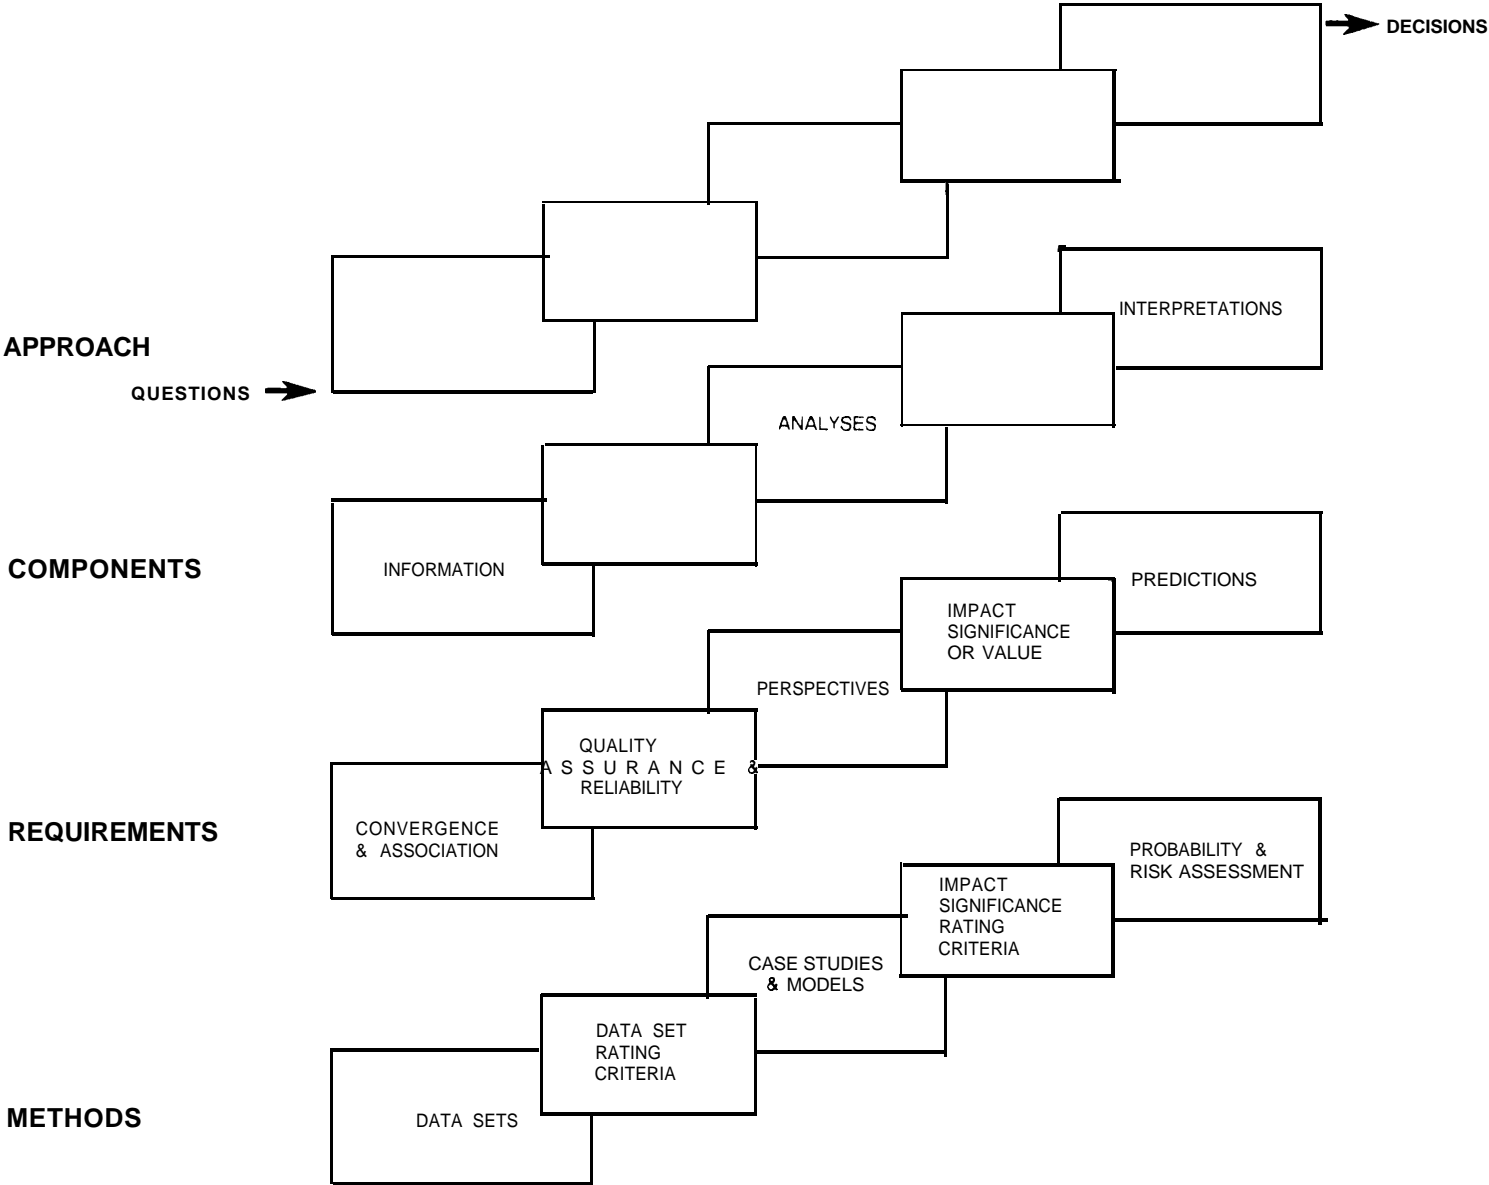 DECISIONS
APPROACH
QUESTIONS
INTERPRETATIONS
ANALYSES
COMPONENTS
INFORMATION
PREDICTIONS
IMPACT
SIGNIFICANCE
OR VALUE
PERSPECTIVES
QUALITY
ASSURANCE &
RELIABILITY
REQUIREMENTS
CONVERGENCE
& ASSOCIATION
PROBABILITY &
RISK ASSESSMENT
IMPACT
SIGNIFICANCE
RATING
CRITERIA
CASE STUDIES
& MODELS
DATA SET
RATING
CRITERIA
METHODS
DATA SETS